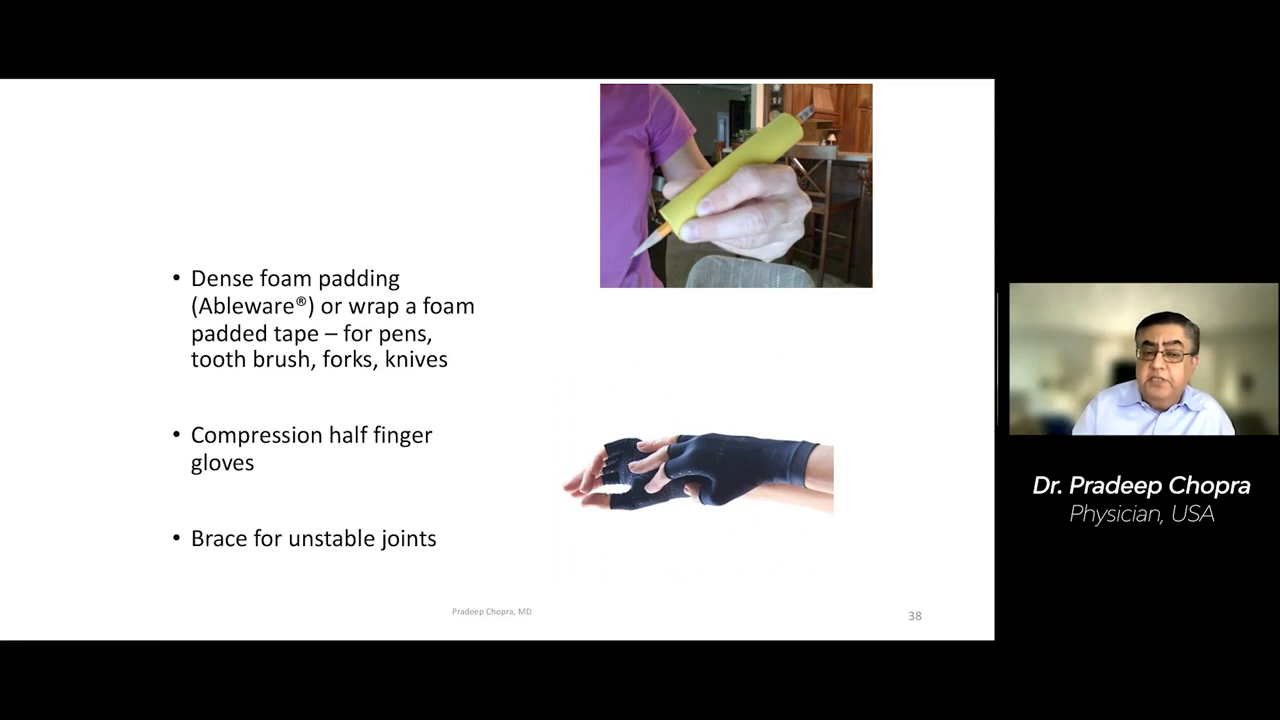 • Dense foam padding
(Ableware®) or wrap a foam
padded tape – for pens,
tooth brush, forks, knives
• Compression half finger
gloves
• Brace for unstable joints
Pradeep Chopra, MD
38
Dr. Pradeep Chopra
Physician, USA